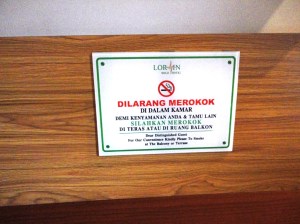 DILARANG MEROKOK
DI DALAM KAMAR
DEMI KENYAMANAN ANDA & TAMU LAIN
SILAHKAN MEROKOK
DI TERAS ATAU DI RUANG BALKON
Dear Distinguished Guest
For Our Convenience Kindly Please To Smoke
at The Balcony or Terrace